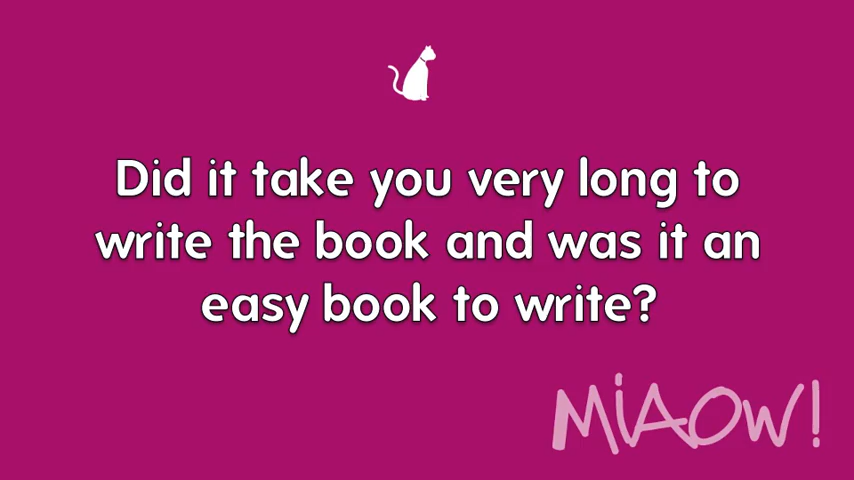 Did it take you very long to
write the book and was it an
easy book to write?
MiAOW!